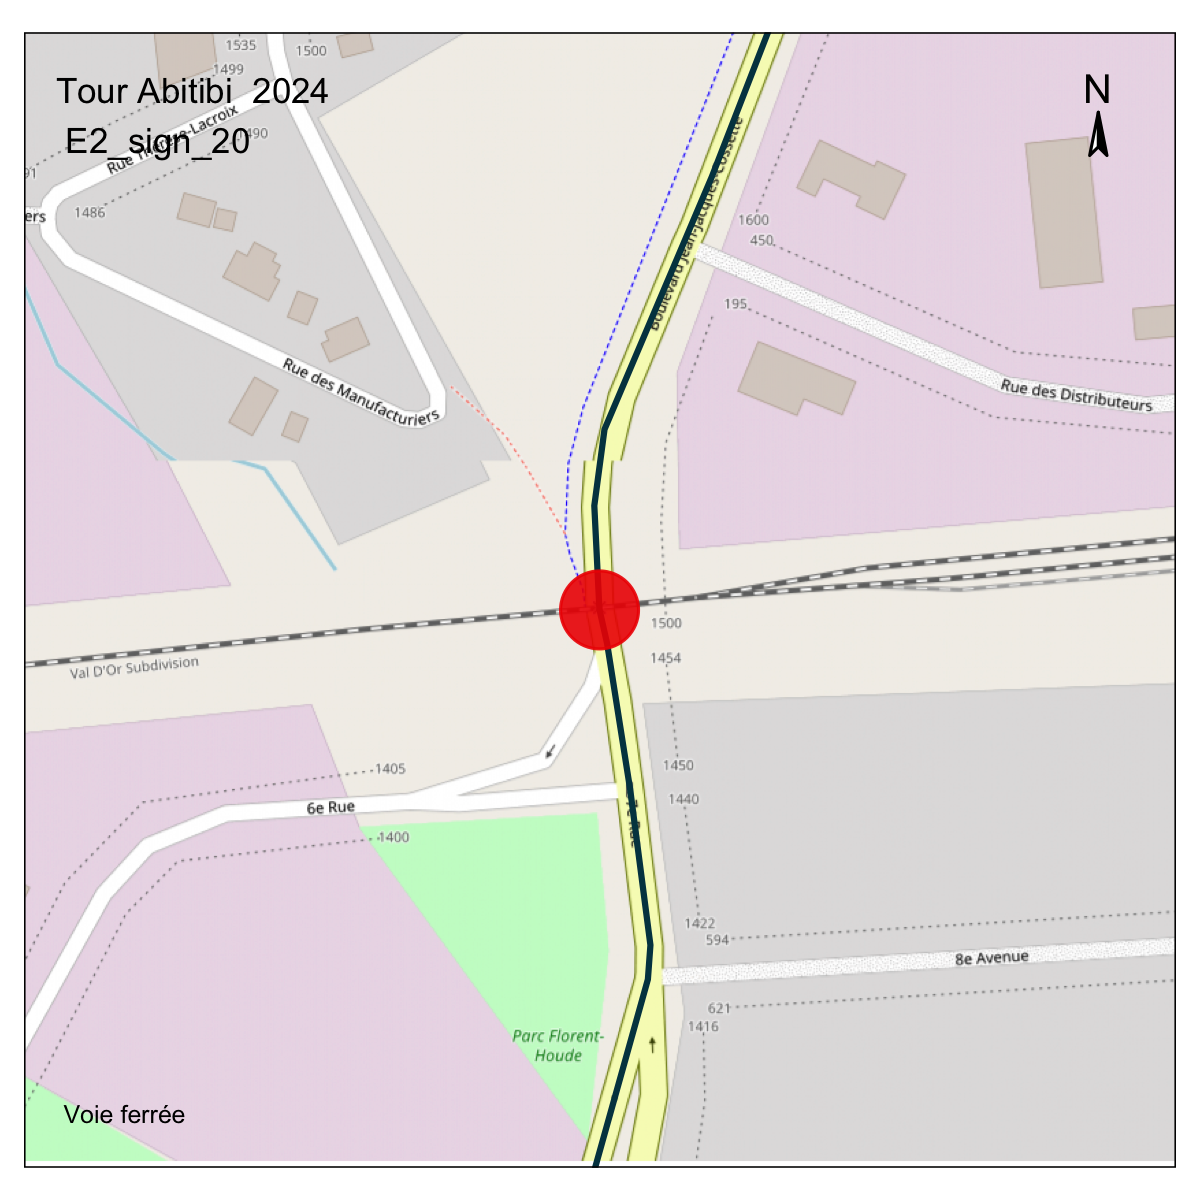 1535
1500
1499
Tour Abitibi 2024
N
Rue Thérèse-Lacroix
1490
E2_sign_20
91
ers
1486
Boulevard Jean-Jacques-Cossette
1600
450
195
Rue des Manufacturiers
Rue des Distributeurs
1500
Val D'Or Subdivision
1454
1405
1450
6e Rue
1440
7e Rue
1400
1422
594
8e Avenue
621
1416
Parc Florent-
Houde
Voie ferrée